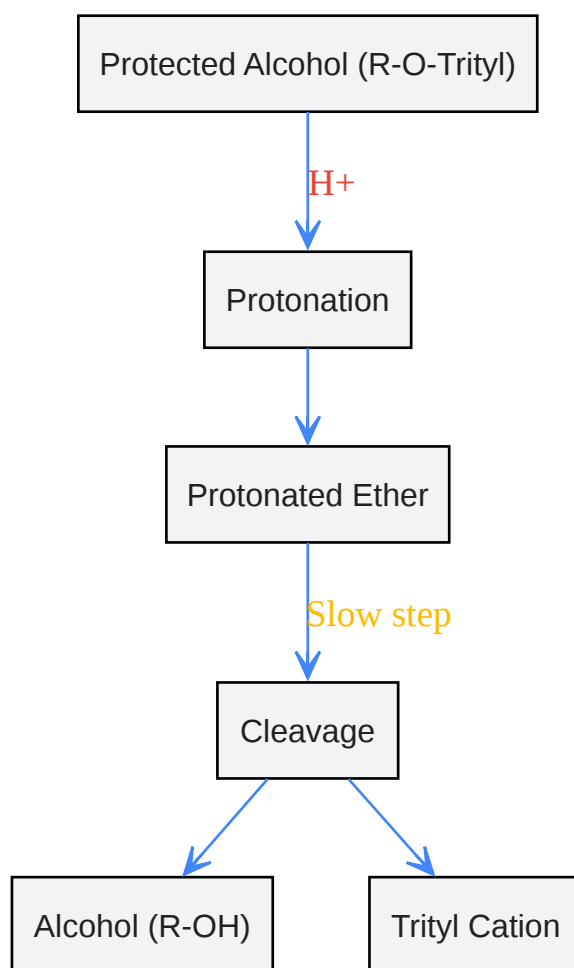 Protected Alcohol (R-O-Trityl)
H+
Protonation
Protonated Ether
Slow step
Cleavage
Alcohol (R-OH)
Trityl Cation